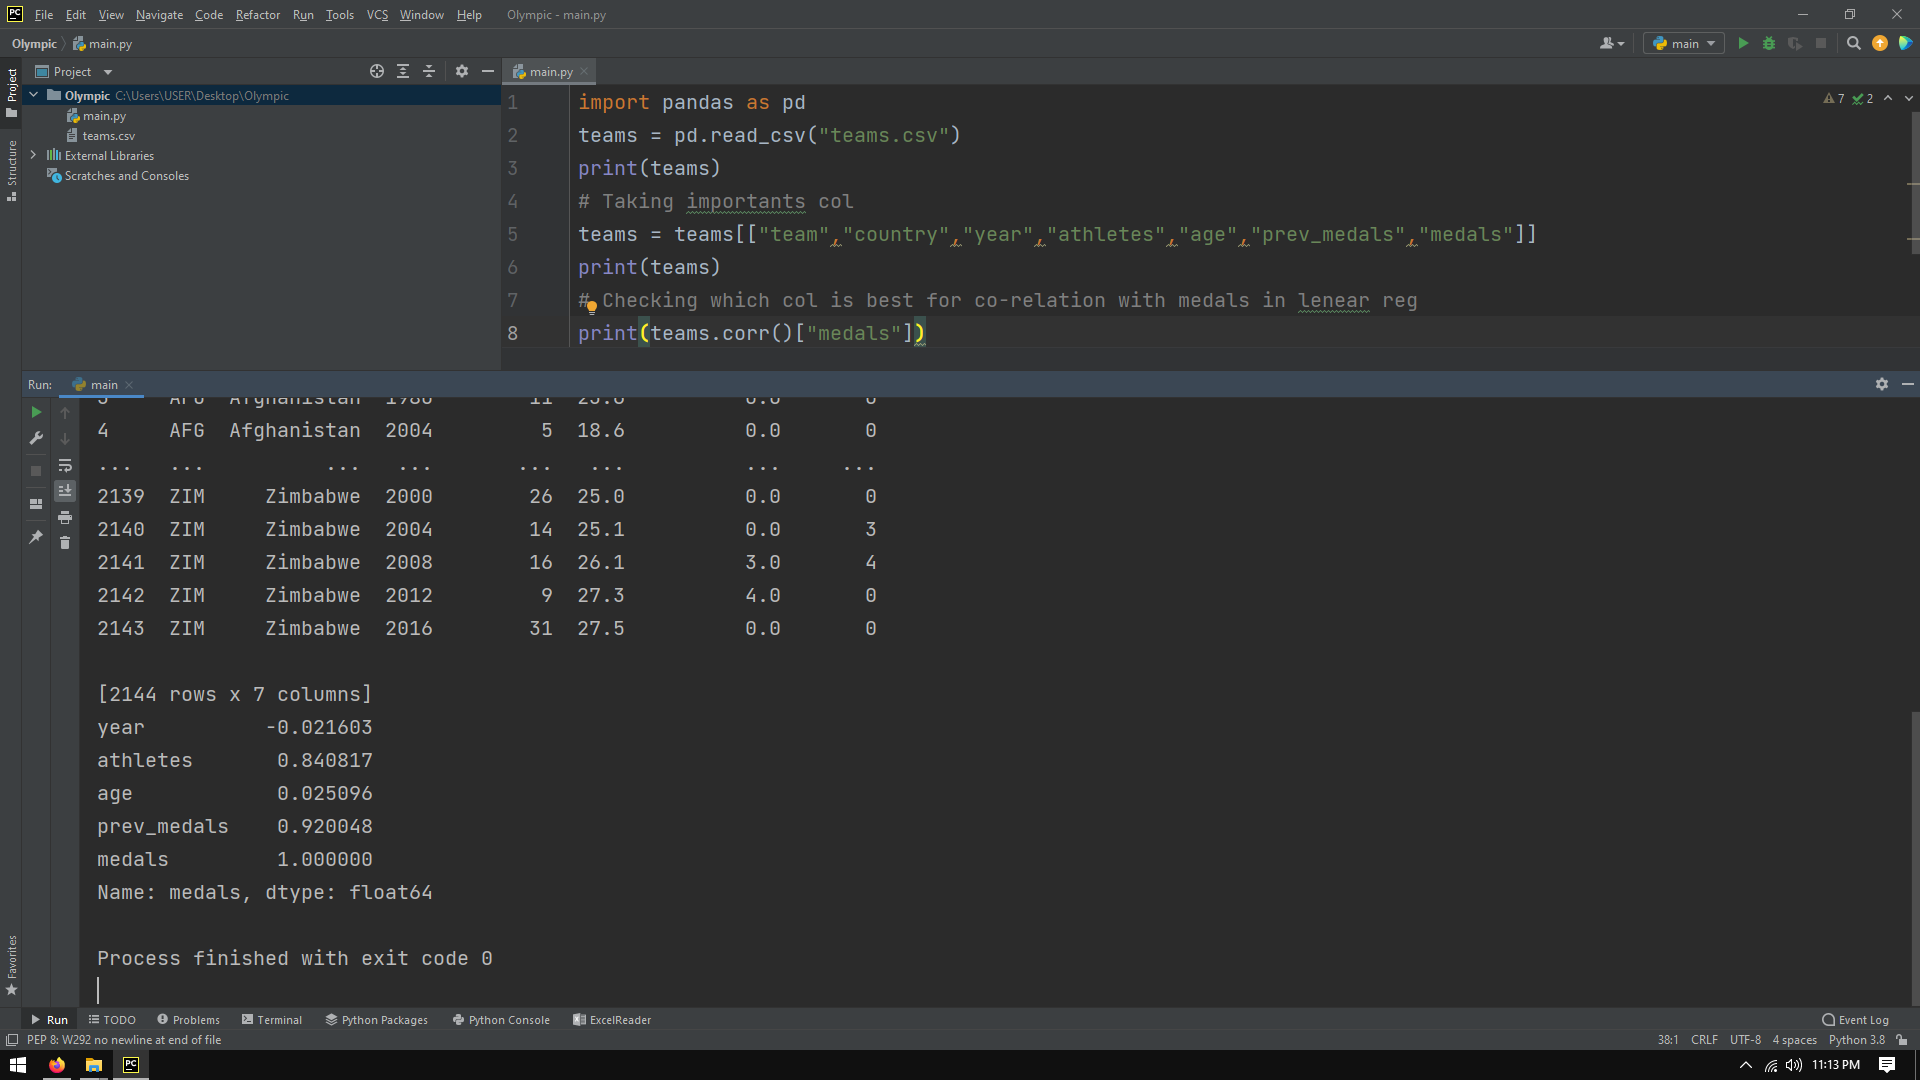 File Edit View Navigate Code Refactor Run Tools VCS Window Help Olympic - main.py
Olympic main.py
main
Project
Project
main.py
Olympic C:\Users\USER\Desktop\Olympic
main.py
teams.csv
External Libraries
Scratches and Consoles
Structure
7 2
1 import pandas as pd
2 teams = pd.read_csv("teams.csv")
3 print(teams)
4 # Taking importants col
5 teams = teams[["team","country","year","athletes","age","prev_medals","medals"]]
6 print(teams)
7 # Checking which col is best for co-relation with medals in lenear reg
8 print(teams.corr()["medals"])
Run: main
3 AFG Afghanistan 1980 11 23.6 0.0 0
4 AFG Afghanistan 2004 5 18.6 0.0 0
... ... ... ... ... ... ... ...
2139 ZIM Zimbabwe 2000 26 25.0 0.0 0
2140 ZIM Zimbabwe 2004 14 25.1 0.0 3
2141 ZIM Zimbabwe 2008 16 26.1 3.0 4
2142 ZIM Zimbabwe 2012 9 27.3 4.0 0
2143 ZIM Zimbabwe 2016 31 27.5 0.0 0
[2144 rows x 7 columns]
year -0.021603
athletes 0.840817
age 0.025096
prev_medals 0.920048
medals 1.000000
Name: medals, dtype: float64
Process finished with exit code 0
Favorites
Run TODO Problems Terminal Python Packages Python Console ExcelReader Event Log
PEP 8: W292 no newline at end of file 38:1 CRLF UTF-8 4 spaces Python 3.8
11:13 PM